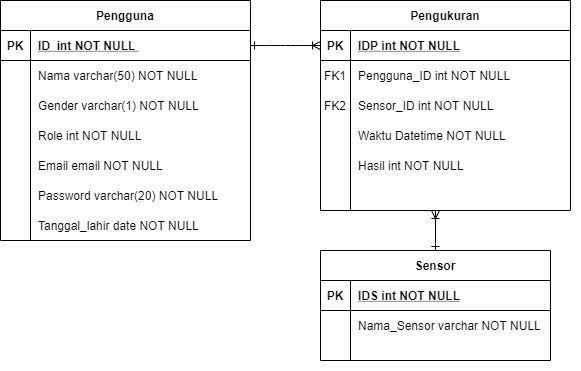 Pengguna
PK ID int NOT NULL
Nama varchar(50) NOT NULL
Gender varchar(1) NOT NULL
Role int NOT NULL
Email email NOT NULL
Password varchar(20) NOT NULL
Tanggal_lahir date NOT NULL
Pengukuran
PK IDP int NOT NULL
FK1 Pengguna_ID int NOT NULL
FK2 Sensor_ID int NOT NULL
Waktu Datetime NOT NULL
Hasil int NOT NULL
Sensor
PK IDS int NOT NULL
Nama_Sensor varchar NOT NULL